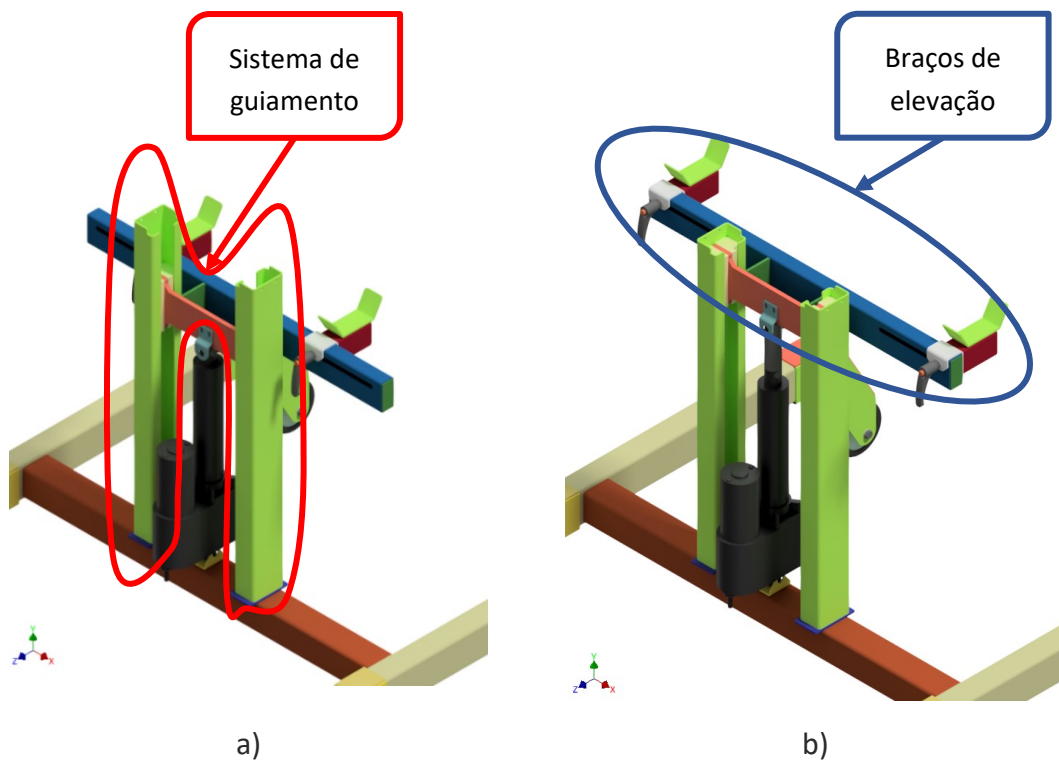 Sistema de
guiamento
Braços de
elevação
Y
Z
X
Y
Z
X
a)
b)